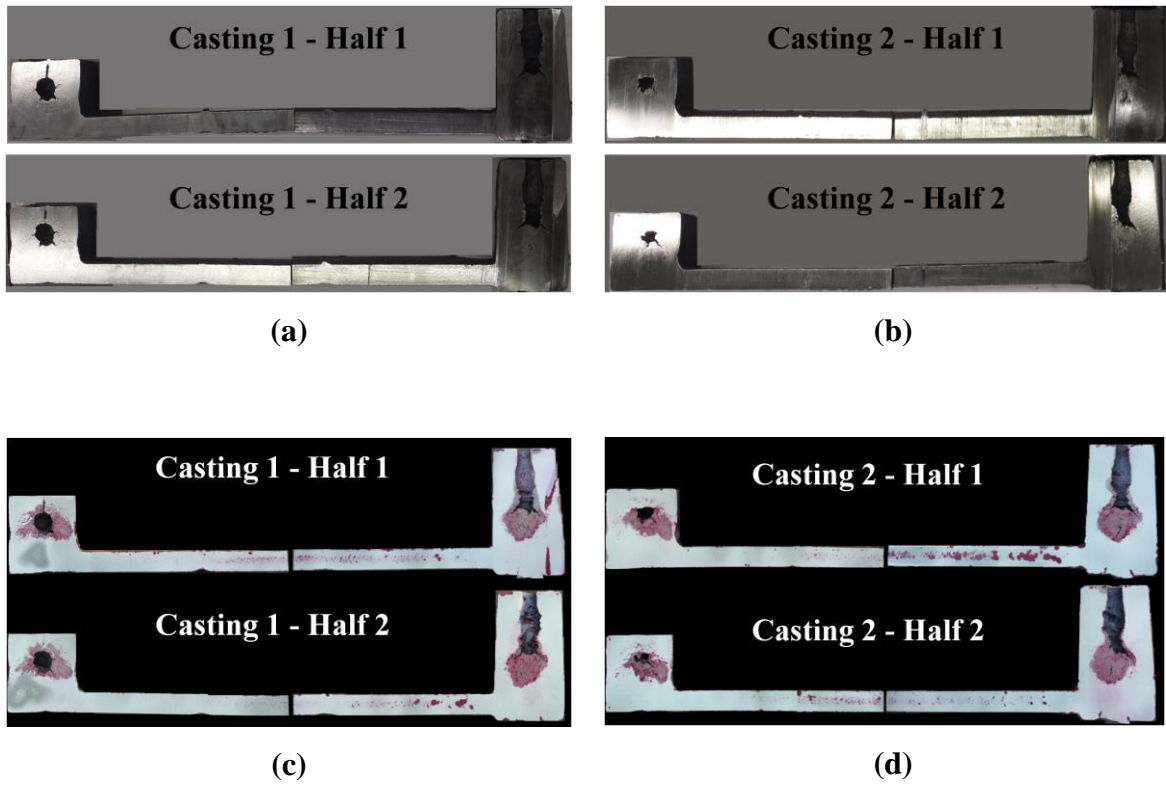 Casting 1 - Half 1
Casting 2 - Half 1
Casting 1 - Half 2
Casting 2 - Half 2
(a)
(b)
Casting 1 - Half 1
Casting 2 - Half 1
Casting 1 - Half 2
Casting 2 - Half 2
(c)
(d)